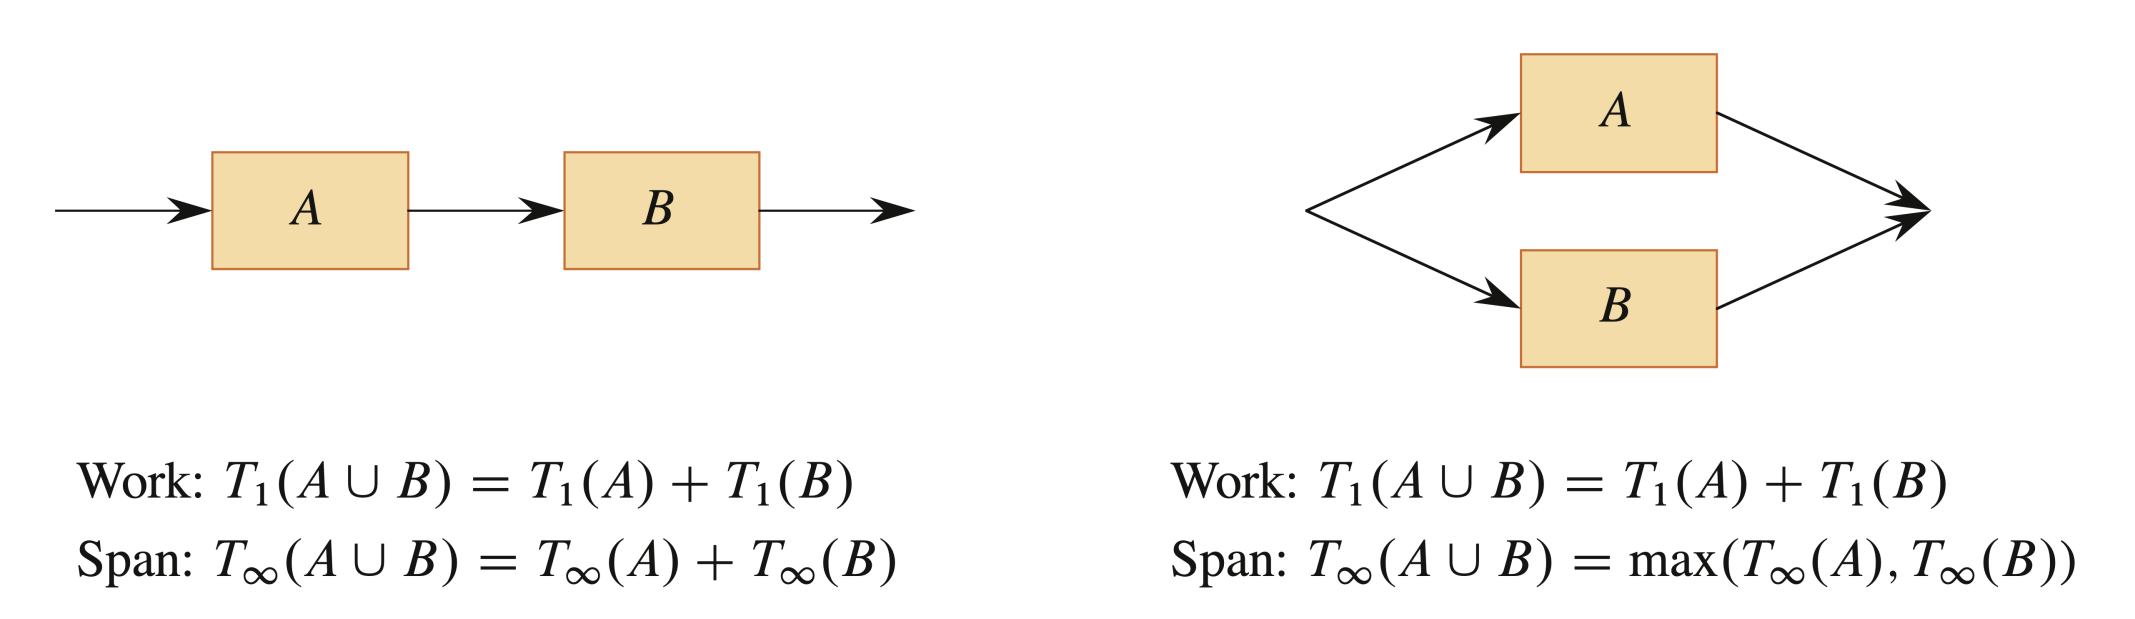 A
B
Work: T₁(A ∪ B) = T₁(A) + T₁(B)
Span: T∞(A ∪ B) = T∞(A) + T∞(B)
A
B
Work: T₁(A ∪ B) = T₁(A) + T₁(B)
Span: T∞(A ∪ B) = max(T∞(A), T∞(B))